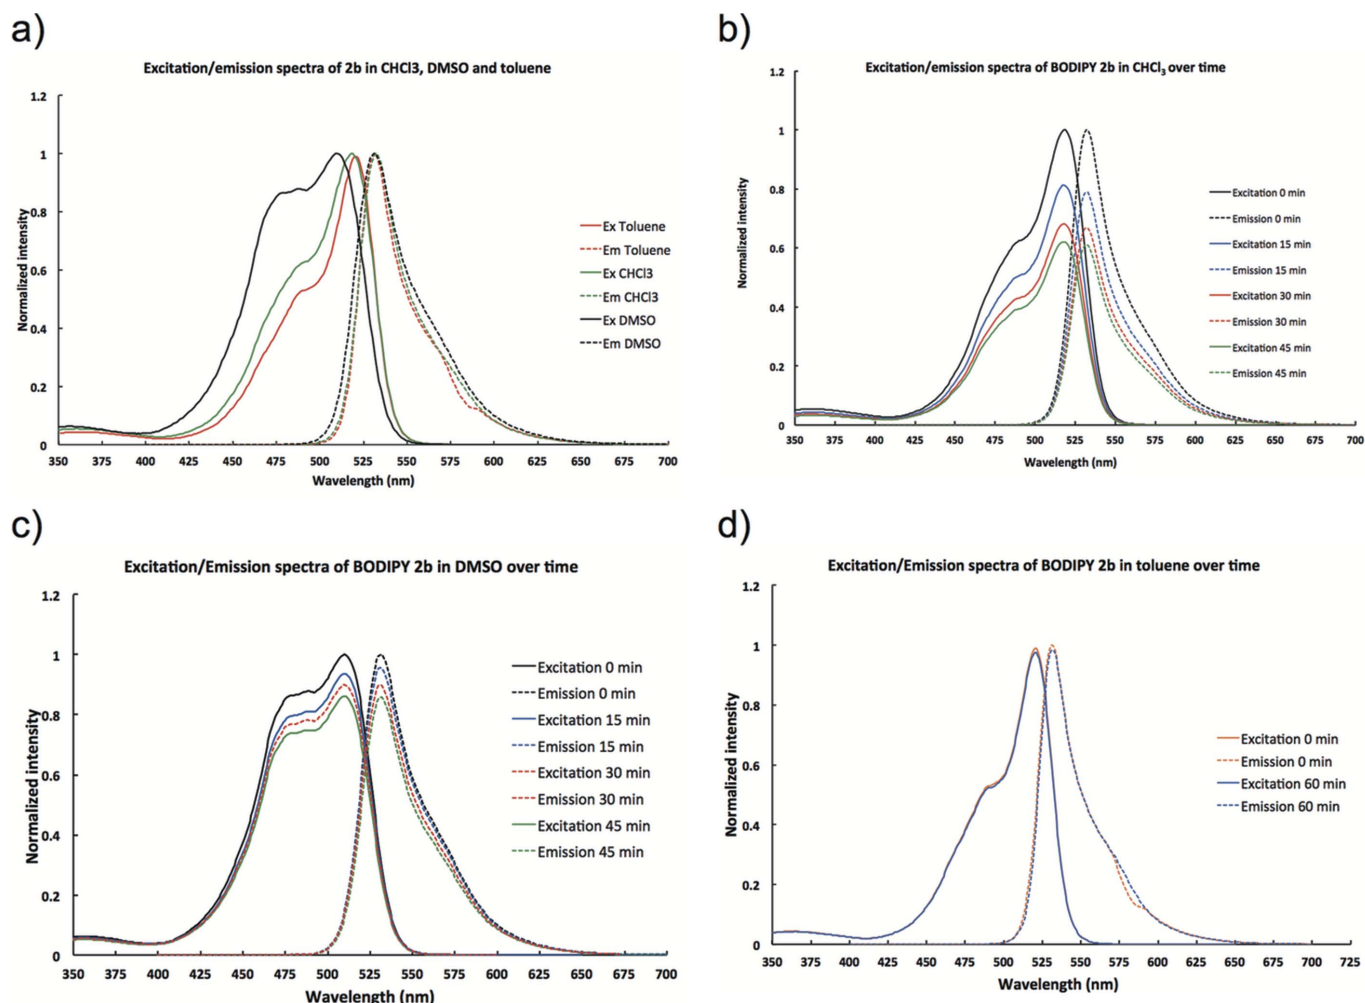 a)
Excitation/emission spectra of 2b in CHCl3, DMSO and toluene
Normalized intensity
1.2
1
0.8
0.6
0.4
0.2
0
350 375 400 425 450 475 500 525 550 575 600 625 650 675 700
Wavelength (nm)
Ex Toluene
Em Toluene
Ex CHCl3
Em CHCl3
Ex DMSO
Em DMSO
b)
Excitation/emission spectra of BODIPY 2b in CHCl₃ over time
Normalized intensity
1.2
1
0.8
0.6
0.4
0.2
0
350 375 400 425 450 475 500 525 550 575 600 625 650 675 700
Wavelength (nm)
Excitation 0 min
Emission 0 min
Excitation 15 min
Emission 15 min
Excitation 30 min
Emission 30 min
Excitation 45 min
Emission 45 min
c)
Excitation/Emission spectra of BODIPY 2b in DMSO over time
Normalized intensity
1.2
1
0.8
0.6
0.4
0.2
0
350 375 400 425 450 475 500 525 550 575 600 625 650 675 700
Wavelength (nm)
Excitation 0 min
Emission 0 min
Excitation 15 min
Emission 15 min
Excitation 30 min
Emission 30 min
Excitation 45 min
Emission 45 min
d)
Excitation/Emission spectra of BODIPY 2b in toluene over time
Normalized intensity
1.2
1
0.8
0.6
0.4
0.2
0
350 375 400 425 450 475 500 525 550 575 600 625 650 675 700 725
Wavelength (nm)
Excitation 0 min
Emission 0 min
Excitation 60 min
Emission 60 min